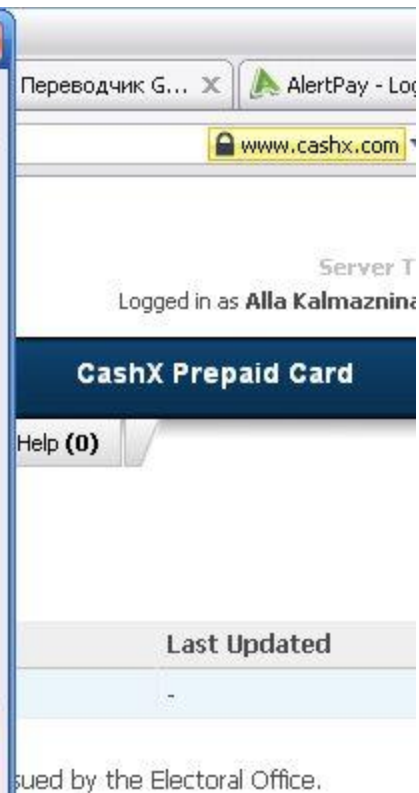 Переводчик G... AlertPay - Log
www.cashx.com
Server T
Logged in as Alla Kalmaznina
CashX Prepaid Card
Help (0)
Last Updated
-
sued by the Electoral Office.